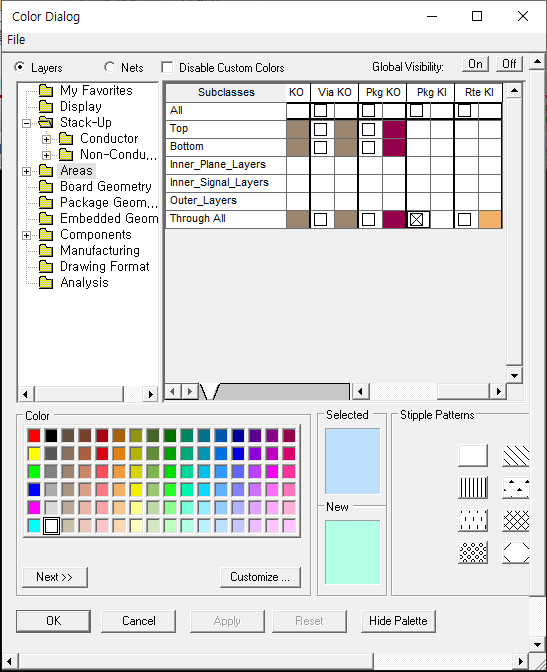 Color Dialog
File
Layers
Nets
Disable Custom Colors
Global Visibility:
On
Off
My Favorites
Display
Stack-Up
Conductor
Non-Condu...
Areas
Board Geometry
Package Geom...
Embedded Geom
Components
Manufacturing
Drawing Format
Analysis
Subclasses KO Via KO Pkg KO Pkg KI Rte KI
All
Top
Bottom
Inner_Plane_Layers
Inner_Signal_Layers
Outer_Layers
Through All
Color
Next >>
Customize ...
Selected
New
Stipple Patterns
OK
Cancel
Apply
Reset
Hide Palette